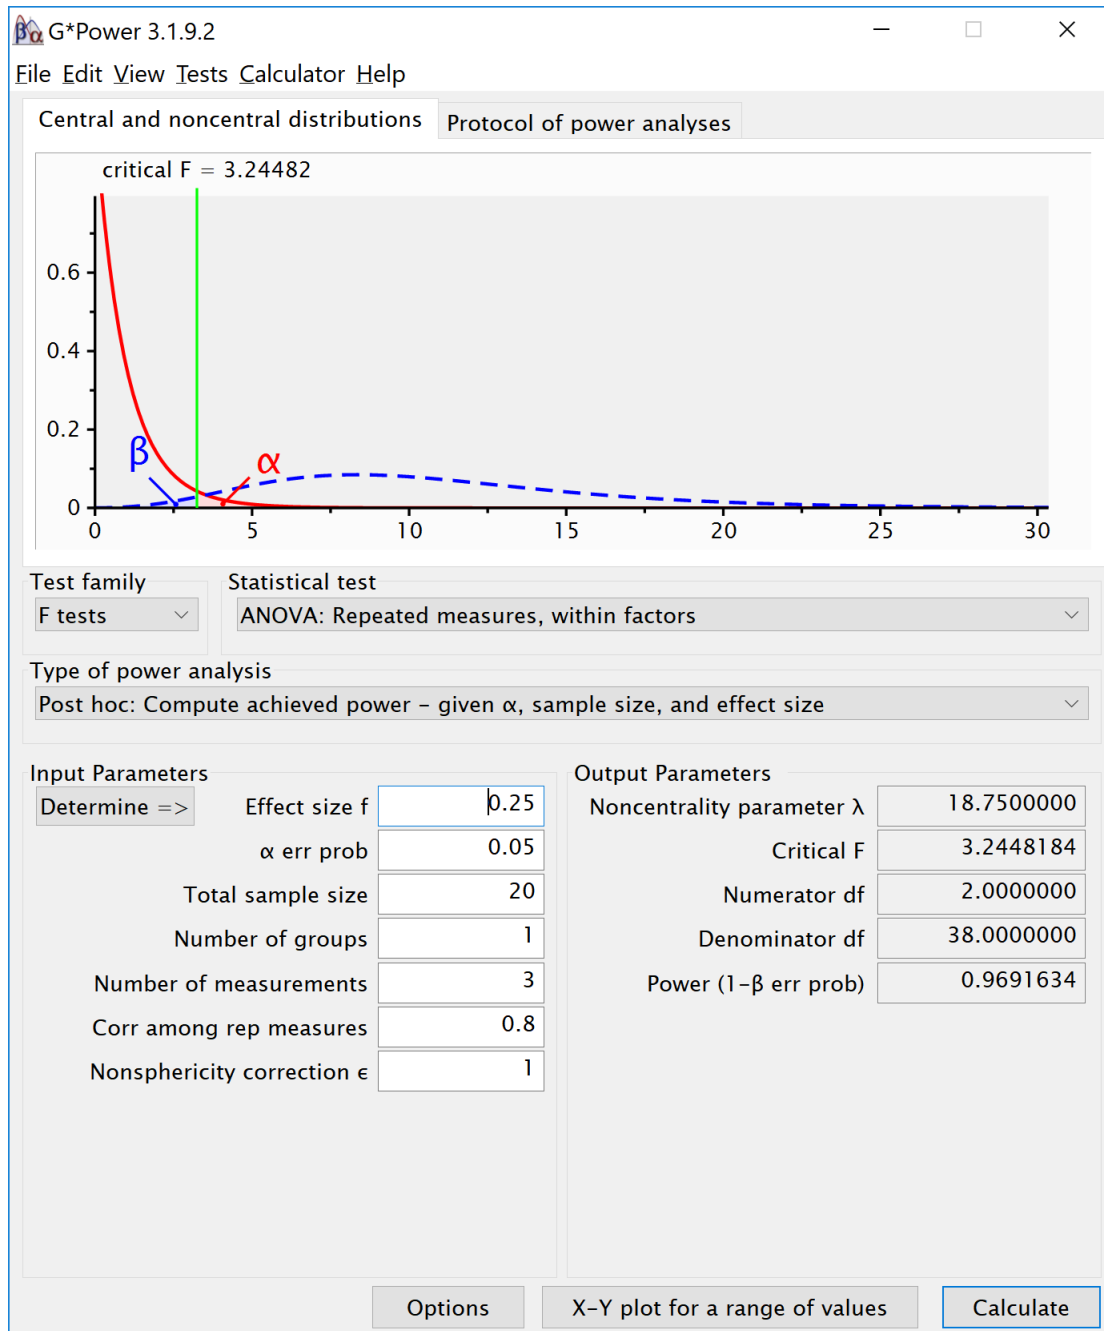 G*Power 3.1.9.2
File Edit View Tests Calculator Help
Central and noncentral distributions Protocol of power analyses
critical F = 3.24482
0.6
0.4
0.2
0
β
α
0 5 10 15 20 25 30
Test family Statistical test
F tests ANOVA: Repeated measures, within factors
Type of power analysis
Post hoc: Compute achieved power – given α, sample size, and effect size
Input Parameters Output Parameters
Determine => Effect size f 0.25 Noncentrality parameter λ 18.7500000
α err prob 0.05 Critical F 3.2448184
Total sample size 20 Numerator df 2.0000000
Number of groups 1 Denominator df 38.0000000
Number of measurements 3 Power (1-β err prob) 0.9691634
Corr among rep measures 0.8
Nonsphericity correction ϵ 1
Options X-Y plot for a range of values Calculate